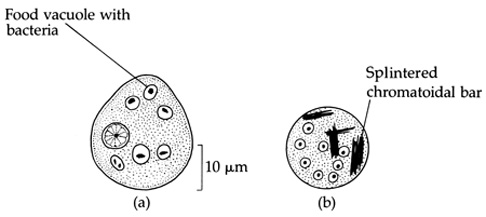 Food vacuole with
bacteria
Splintered
chromatoidal bar
10 μm
(a)
(b)